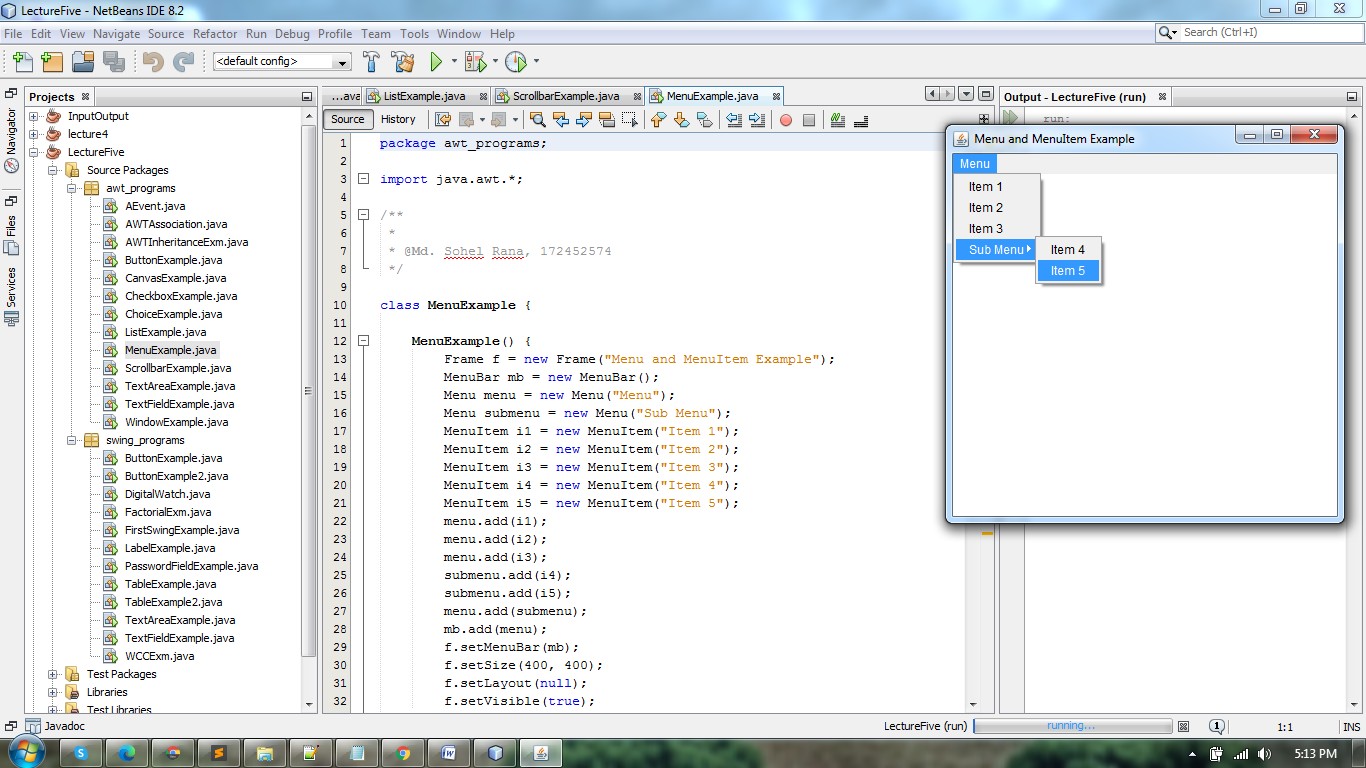 LectureFive - NetBeans IDE 8.2
File Edit View Navigate Source Refactor Run Debug Profile Team Tools Window Help
Search (Ctrl+I)
<default config>
Navigator
Files
Services
Projects
InputOutput
lecture4
LectureFive
Source Packages
awt_programs
AEvent.java
AWTAssociation.java
AWTInheritanceExm.java
ButtonExample.java
CanvasExample.java
CheckboxExample.java
ChoiceExample.java
ListExample.java
MenuExample.java
ScrollbarExample.java
TextAreaExample.java
TextFieldExample.java
WindowExample.java
swing_programs
ButtonExample.java
ButtonExample2.java
DigitalWatch.java
FactorialExm.java
FirstSwingExample.java
LabelExample.java
PasswordFieldExample.java
TableExample.java
TableExample2.java
TextAreaExample.java
TextFieldExample.java
WCCExm.java
Test Packages
Libraries
Test Libraries
...ava ListExample.java ScrollbarExample.java MenuExample.java
Source History
1 package awt_programs;
2
3 import java.awt.*;
4
5 /**
6 *
7 * @Md. Sohel Rana, 172452574
8 */
9
10 class MenuExample {
11
12 MenuExample() {
13 Frame f = new Frame("Menu and MenuItem Example");
14 MenuBar mb = new MenuBar();
15 Menu menu = new Menu("Menu");
16 Menu submenu = new Menu("Sub Menu");
17 MenuItem i1 = new MenuItem("Item 1");
18 MenuItem i2 = new MenuItem("Item 2");
19 MenuItem i3 = new MenuItem("Item 3");
20 MenuItem i4 = new MenuItem("Item 4");
21 MenuItem i5 = new MenuItem("Item 5");
22 menu.add(i1);
23 menu.add(i2);
24 menu.add(i3);
25 submenu.add(i4);
26 submenu.add(i5);
27 menu.add(submenu);
28 mb.add(menu);
29 f.setMenuBar(mb);
30 f.setSize(400, 400);
31 f.setLayout(null);
32 f.setVisible(true);
Output - LectureFive (run)
run:
Menu and MenuItem Example
Menu
Item 1
Item 2
Item 3
Sub Menu
Item 4
Item 5
Javadoc
LectureFive (run) running... 1 1:1 INS
5:13 PM